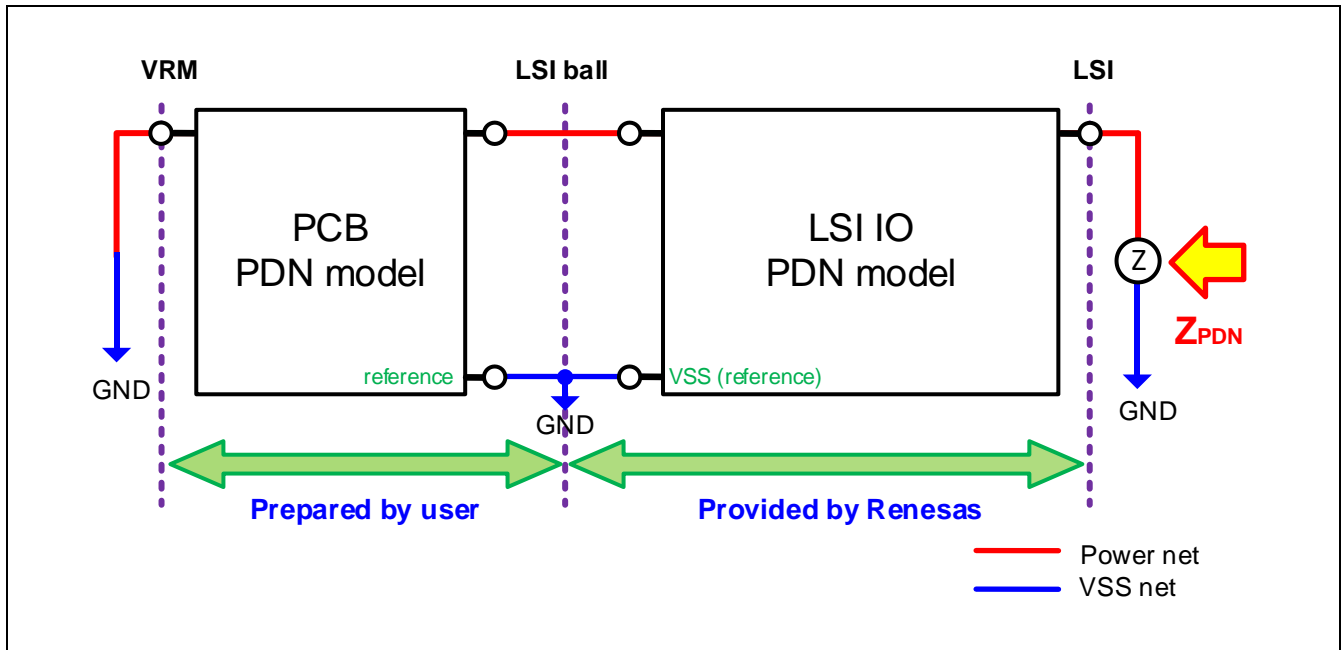 VRM
LSI ball
LSI
PCB
PDN model
LSI IO
PDN model
Z
ZPDN
reference
VSS (reference)
GND
GND
GND
Prepared by user
Provided by Renesas
Power net
VSS net